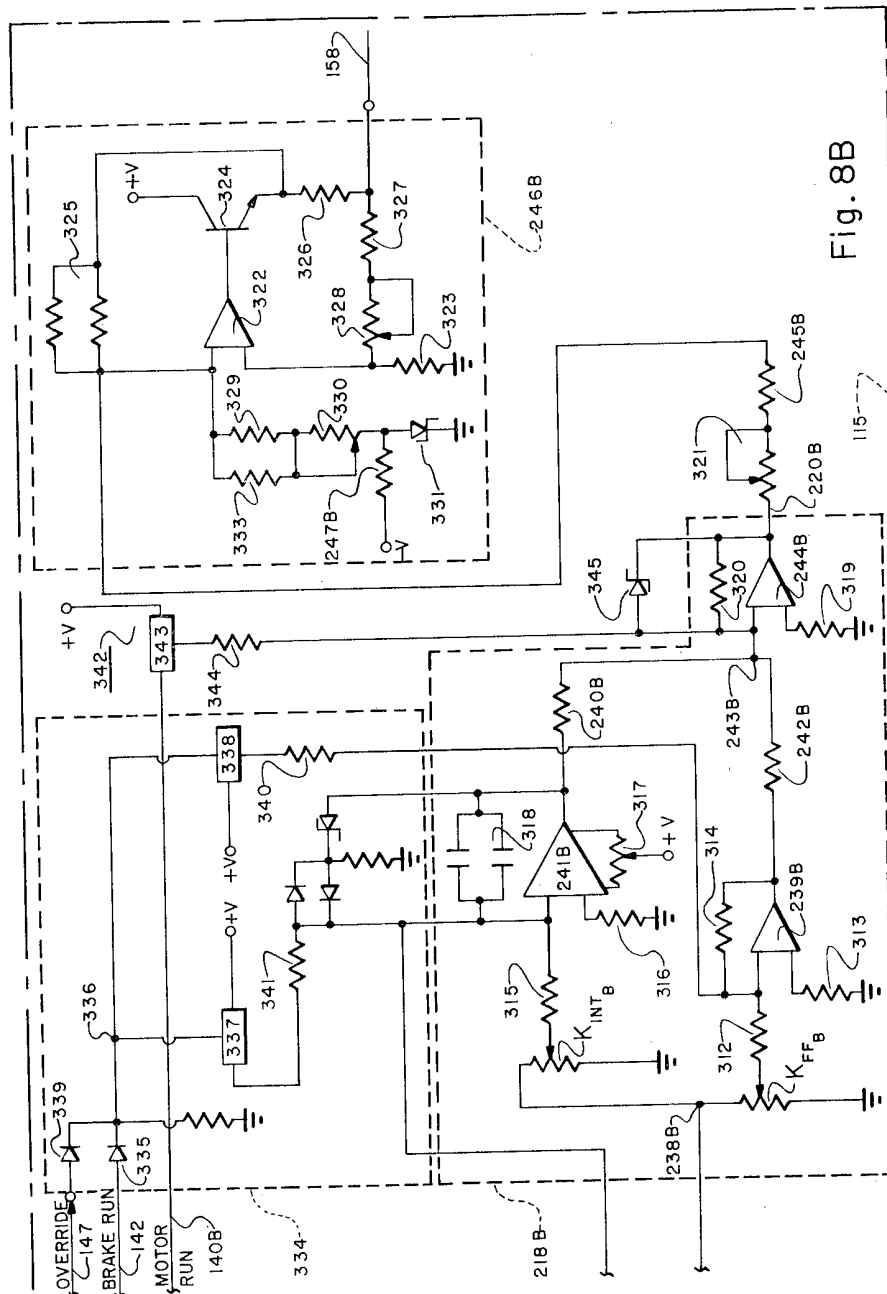 OVERRIDE
147
BRAKE RUN
142
MOTOR
RUN
140B
339
335
336
334
337
338
+V
+V
340
341
342
343
+V
344
345
325
+V
324
322
326
158
327
328
323
329
330
333
247B
V
331
246B
218B
238B
K INT B
315
316
318
241B
317
+V
240B
K FF B
312
313
314
239B
242B
243B
320
244B
319
220B
321
245B
115
Fig. 8B